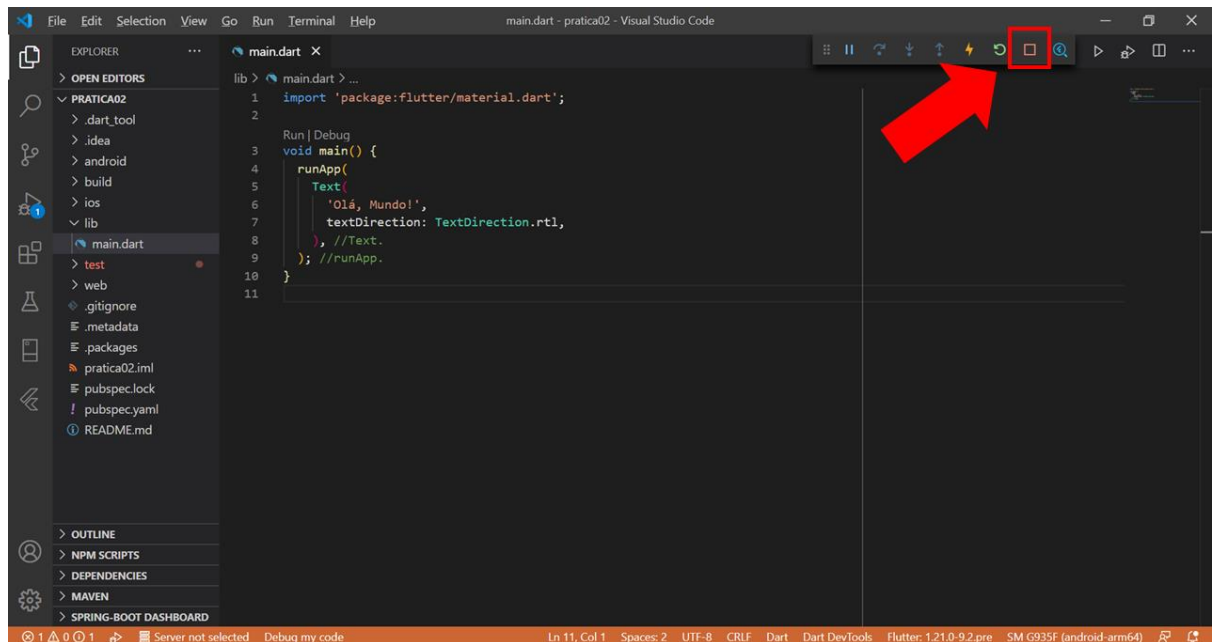 File Edit Selection View Go Run Terminal Help
main.dart - pratica02 - Visual Studio Code
EXPLORER
OPEN EDITORS
PRATICA02
.dart_tool
.idea
android
build
ios
lib
main.dart
test
web
.gitignore
.metadata
.packages
pratica02.iml
pubspec.lock
pubspec.yaml
README.md
OUTLINE
NPM SCRIPTS
DEPENDENCIES
MAVEN
SPRING-BOOT DASHBOARD
1
main.dart
lib > main.dart > ...
1 import 'package:flutter/material.dart';
2
Run | Debug
3 void main() {
4 runApp(
5 Text(
6 'Olá, Mundo!',
7 textDirection: TextDirection.rtl,
8 ), //Text.
9 ); //runApp.
10 }
11
1 0 1 Server not selected Debug my code Ln 11, Col 1 Spaces: 2 UTF-8 CRLF Dart Dart DevTools Flutter: 1.21.0-9.2.pre SM G935F (android-arm64)